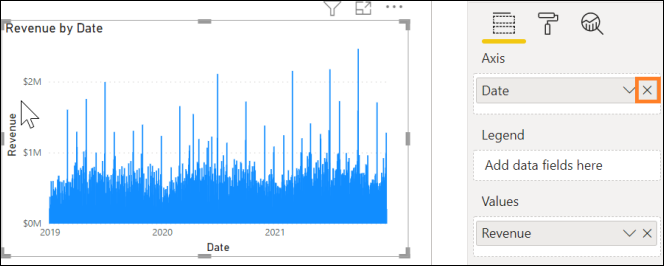 Revenue by Date
$2M
$1M
$0M
Revenue
2019
2020
2021
Date
Axis
Date
Legend
Add data fields here
Values
Revenue